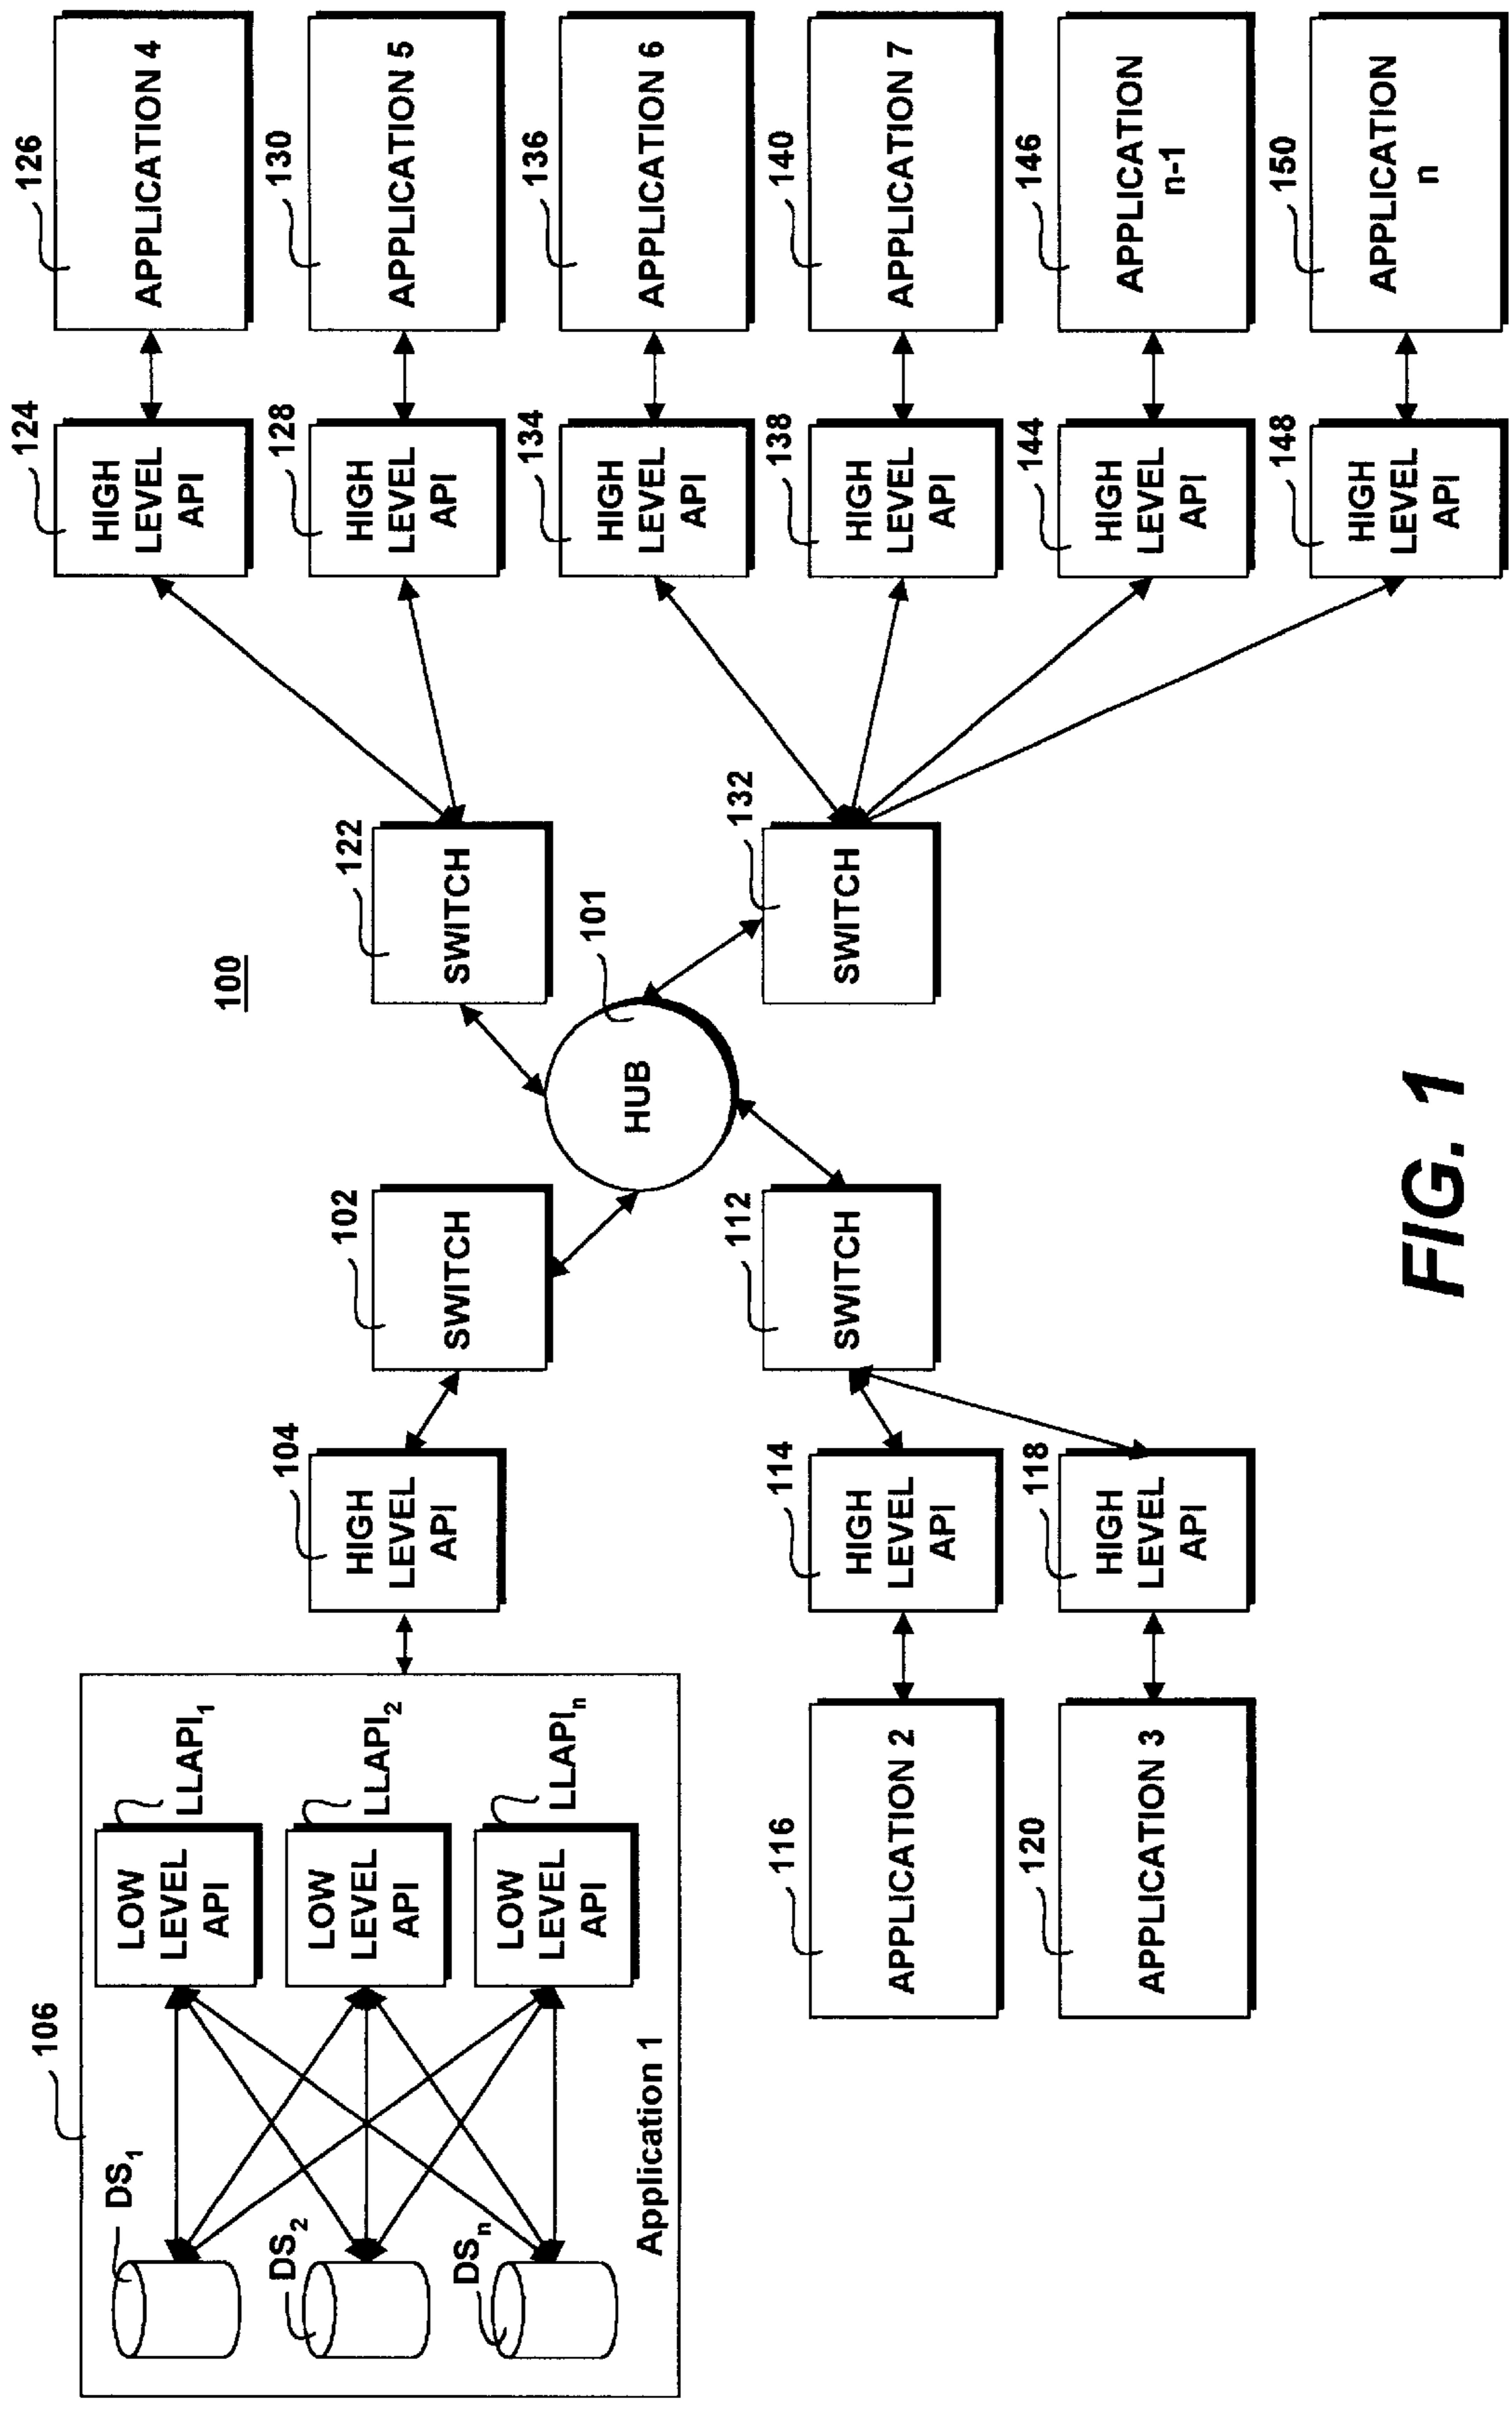 100
106
DS1
DS2
DSn
LOW
LEVEL
API
LLAPI1
LOW
LEVEL
API
LLAPI2
LOW
LEVEL
API
LLAPIn
Application 1
104
HIGH
LEVEL
API
102
SWITCH
HUB
101
122
SWITCH
124
HIGH
LEVEL
API
126
APPLICATION 4
128
HIGH
LEVEL
API
130
APPLICATION 5
116
APPLICATION 2
114
HIGH
LEVEL
API
112
SWITCH
120
APPLICATION 3
118
HIGH
LEVEL
API
132
SWITCH
134
HIGH
LEVEL
API
136
APPLICATION 6
138
HIGH
LEVEL
API
140
APPLICATION 7
144
HIGH
LEVEL
API
146
APPLICATION
n-1
148
HIGH
LEVEL
API
150
APPLICATION
n
FIG. 1